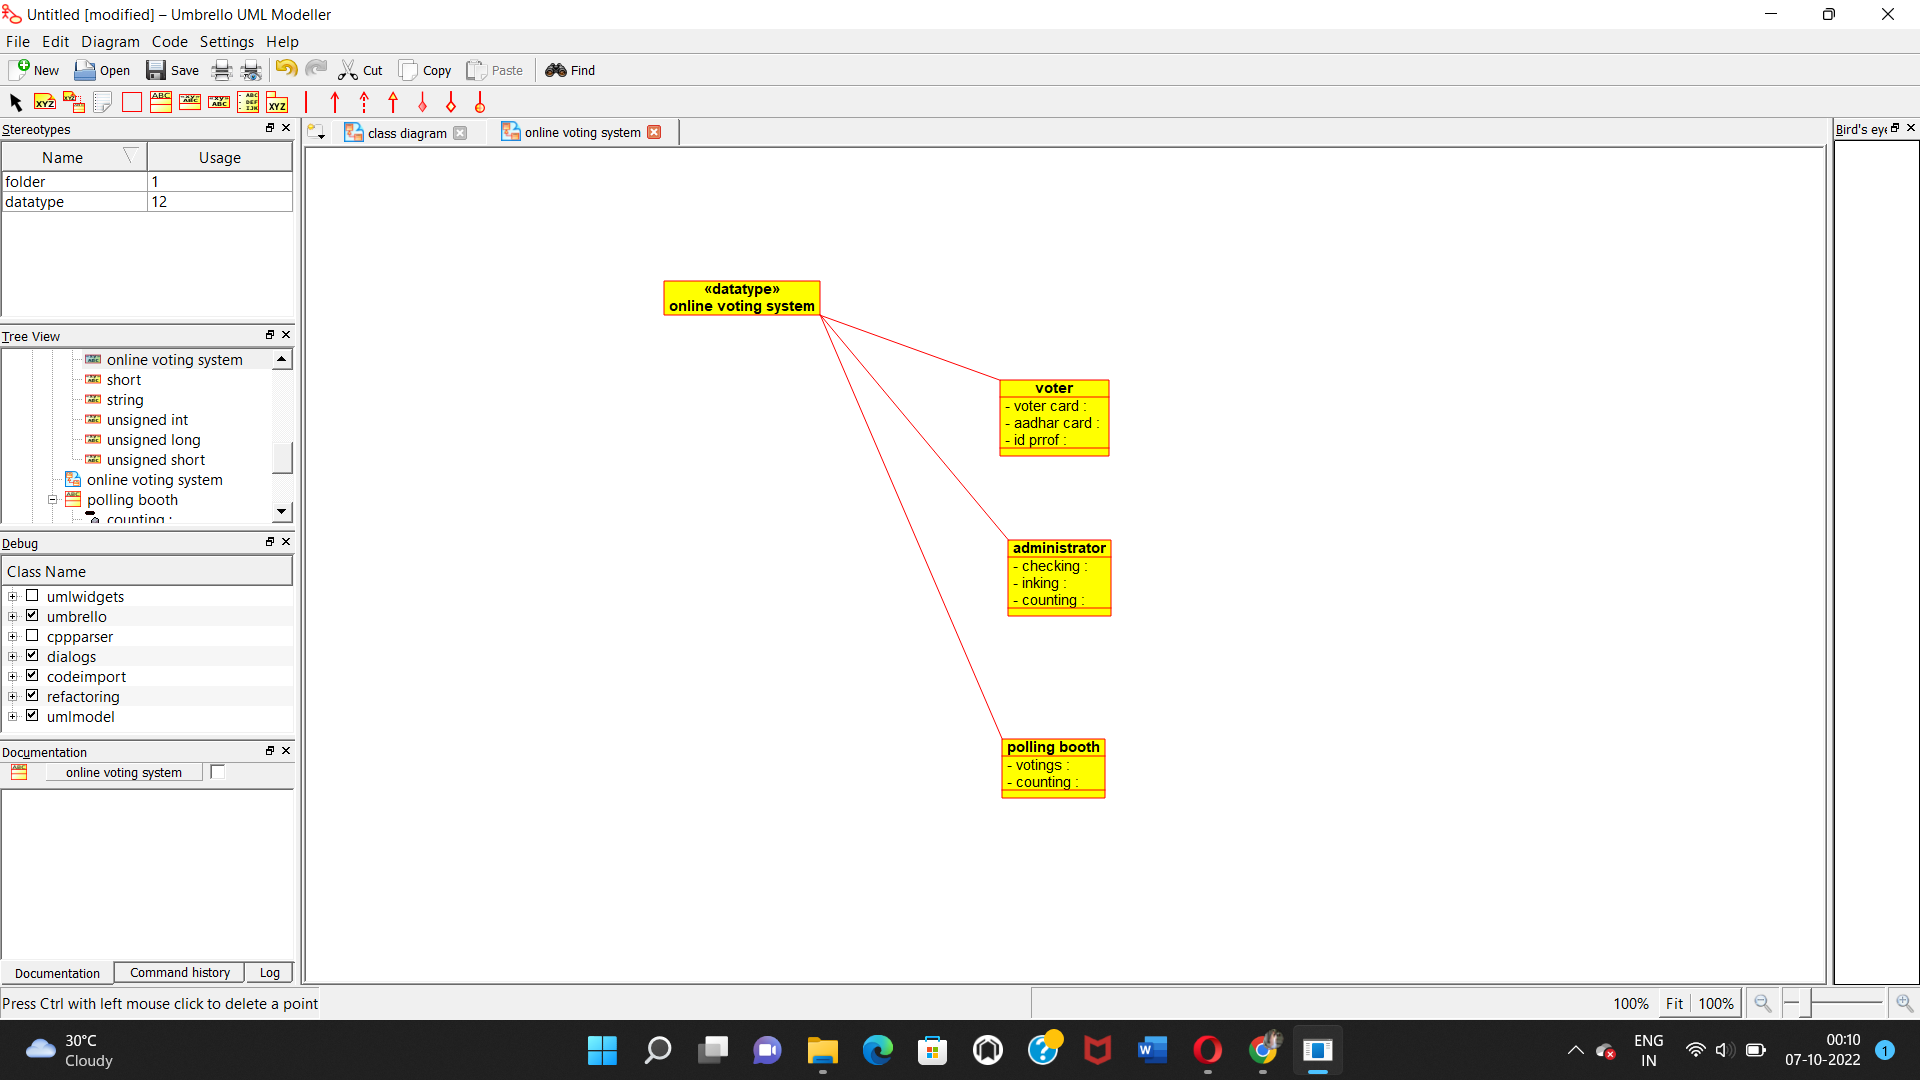 Untitled [modified] – Umbrello UML Modeller
File Edit Diagram Code Settings Help
New Open Save Cut Copy Paste Find
Stereotypes
Name Usage
folder 1
datatype 12
Tree View
online voting system
short
string
unsigned int
unsigned long
unsigned short
online voting system
polling booth
counting :
Debug
Class Name
umlwidgets
umbrello
cppparser
dialogs
codeimport
refactoring
umlmodel
Documentation
online voting system
Documentation Command history Log
class diagram online voting system
«datatype»
online voting system
voter
- voter card :
- aadhar card :
- id prrof :
administrator
- checking :
- inking :
- counting :
polling booth
- votings :
- counting :
Bird's eye
Press Ctrl with left mouse click to delete a point
100% Fit 100%
30°C
Cloudy
ENG
IN
00:10
07-10-2022
1